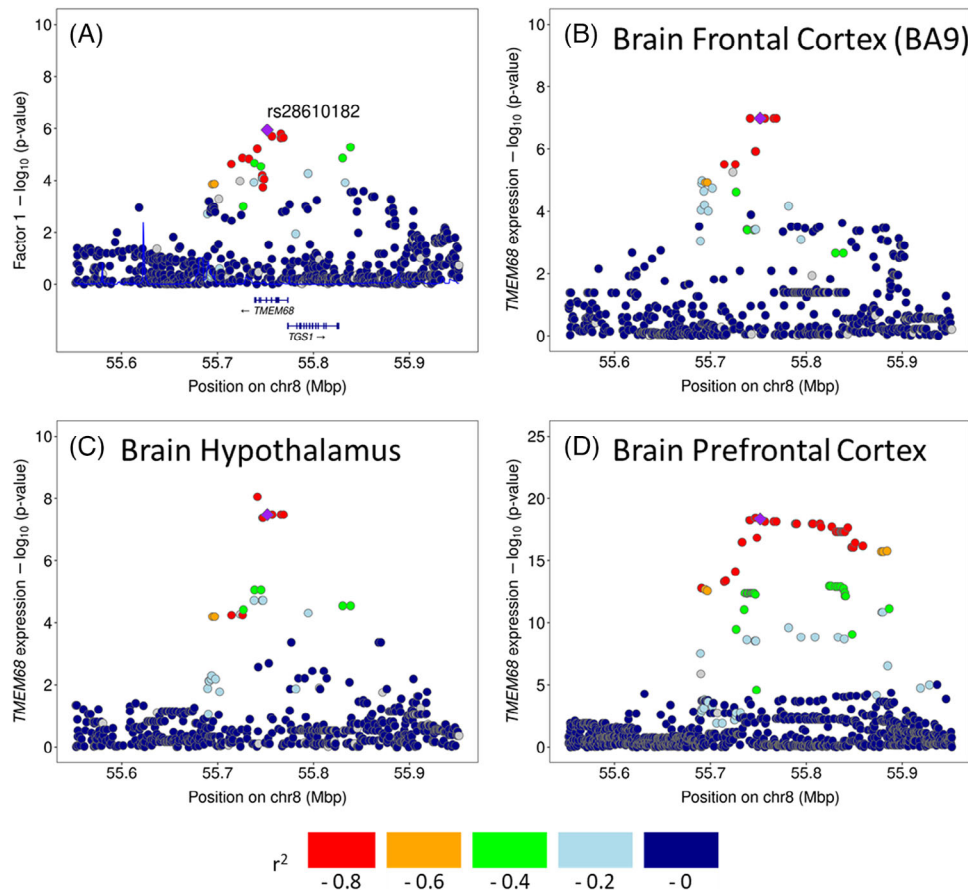 (A)
rs28610182
Factor 1 − log10 (p-value)
10
8
6
4
2
0
← TMEM68
TGS1 →
55.6 55.7 55.8 55.9
Position on chr8 (Mbp)
(B) Brain Frontal Cortex (BA9)
TMEM68 expression − log10 (p-value)
10
8
6
4
2
0
55.6 55.7 55.8 55.9
Position on chr8 (Mbp)
(C) Brain Hypothalamus
TMEM68 expression − log10 (p-value)
10
8
6
4
2
0
55.6 55.7 55.8 55.9
Position on chr8 (Mbp)
(D) Brain Prefrontal Cortex
TMEM68 expression − log10 (p-value)
25
20
15
10
5
0
55.6 55.7 55.8 55.9
Position on chr8 (Mbp)
r²
- 0.8 - 0.6 - 0.4 - 0.2 - 0